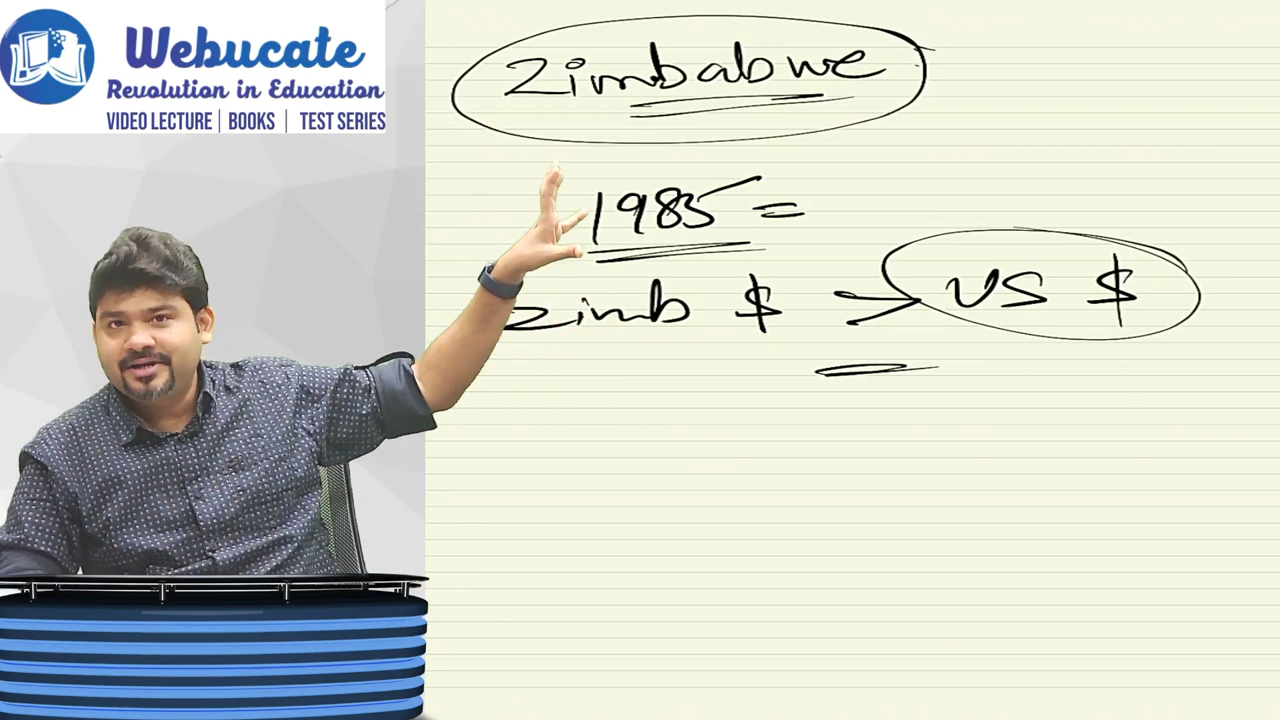 Webucate
Revolution in Education
VIDEO LECTURE | BOOKS | TEST SERIES
Zimbabwe
1985 =
Zimb $ → US $